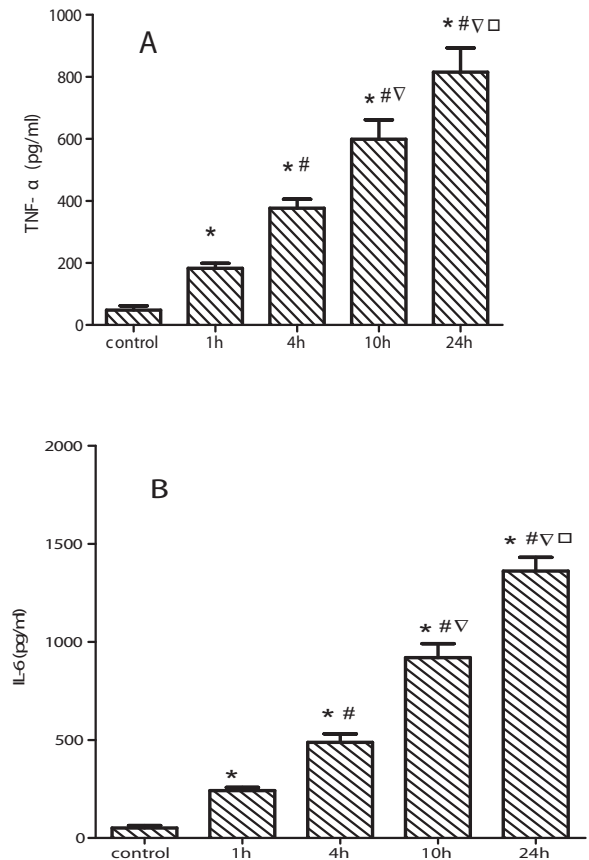 1000
A
* # ∇ □
800
* # ∇
600
* #
400
*
200
0
TNF- α (pg/ml)
control 1h 4h 10h 24h
2000
B
1500
* # ∇ □
1000
* # ∇
* #
500
*
0
IL-6 (pg/ml)
control 1h 4h 10h 24h